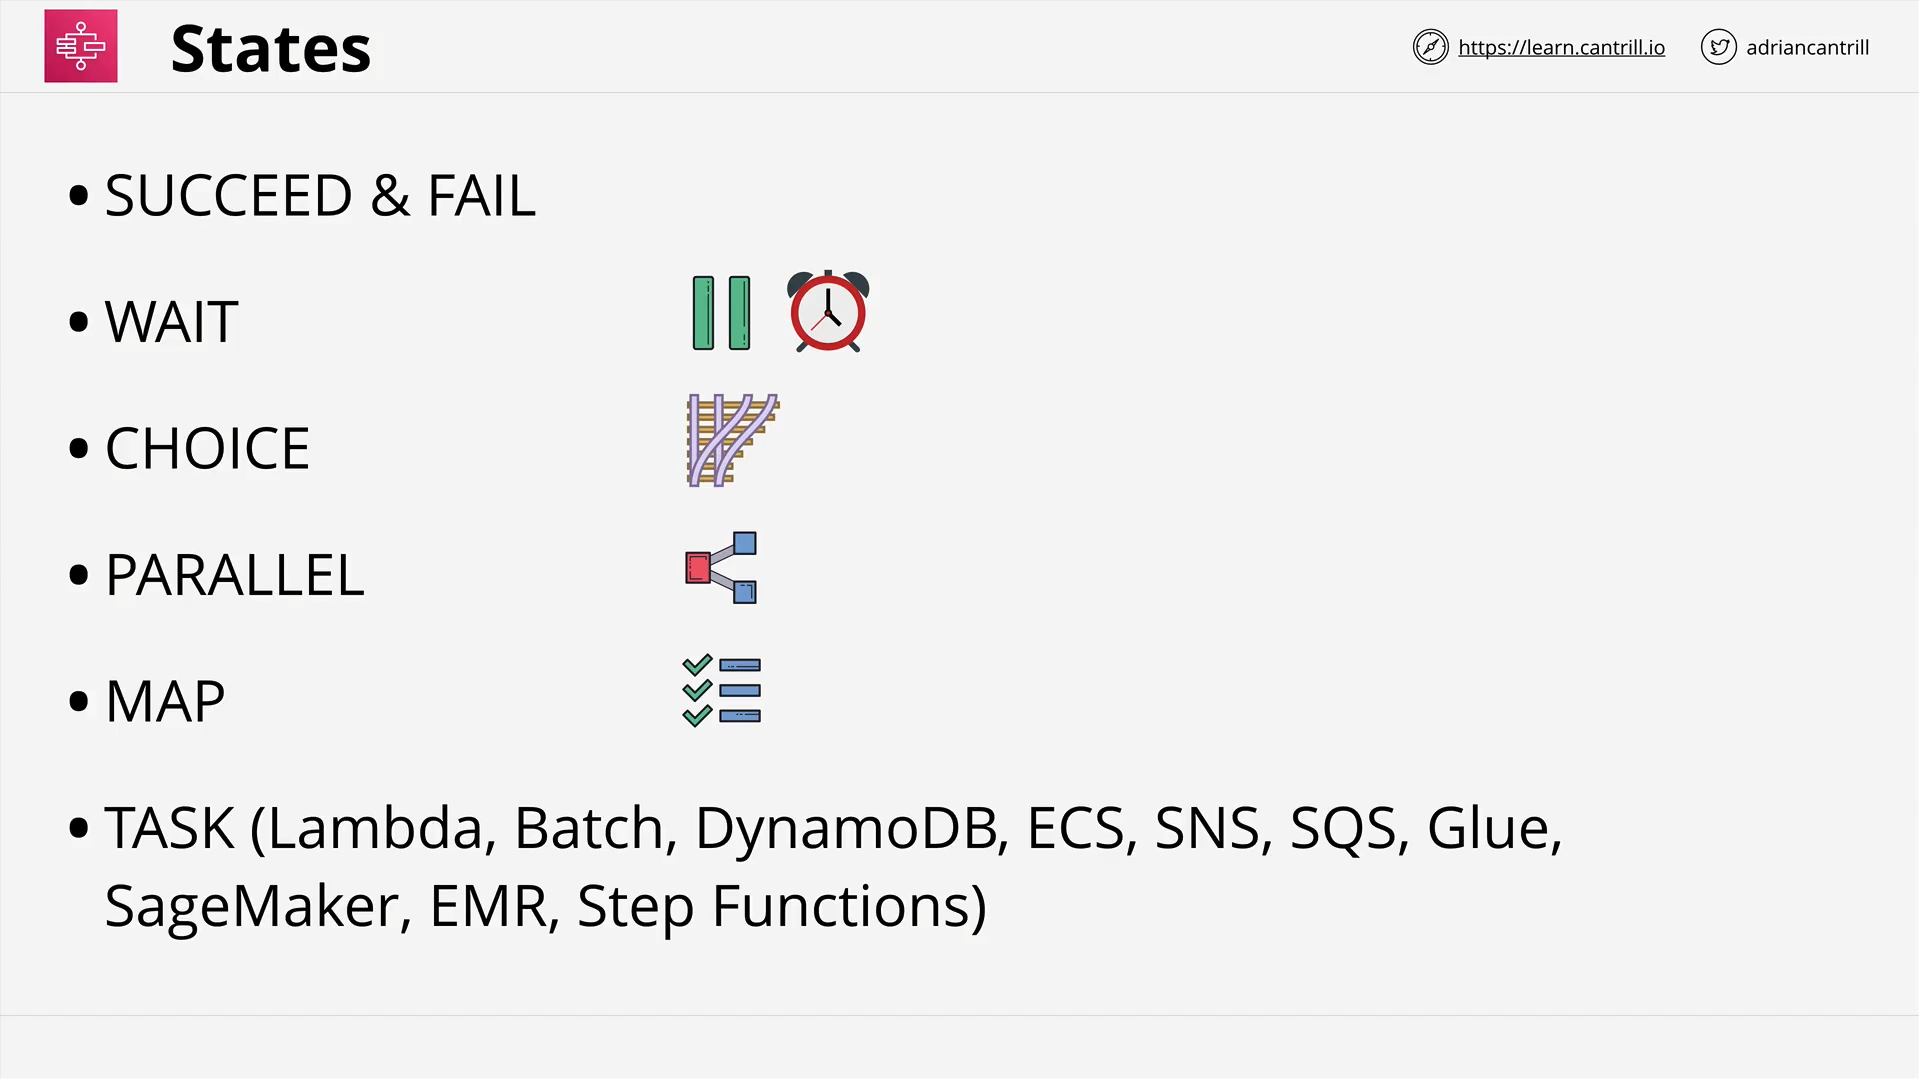 States
https://learn.cantrill.io
adriancantrill
• SUCCEED & FAIL
• WAIT
• CHOICE
• PARALLEL
• MAP
• TASK (Lambda, Batch, DynamoDB, ECS, SNS, SQS, Glue,
SageMaker, EMR, Step Functions)